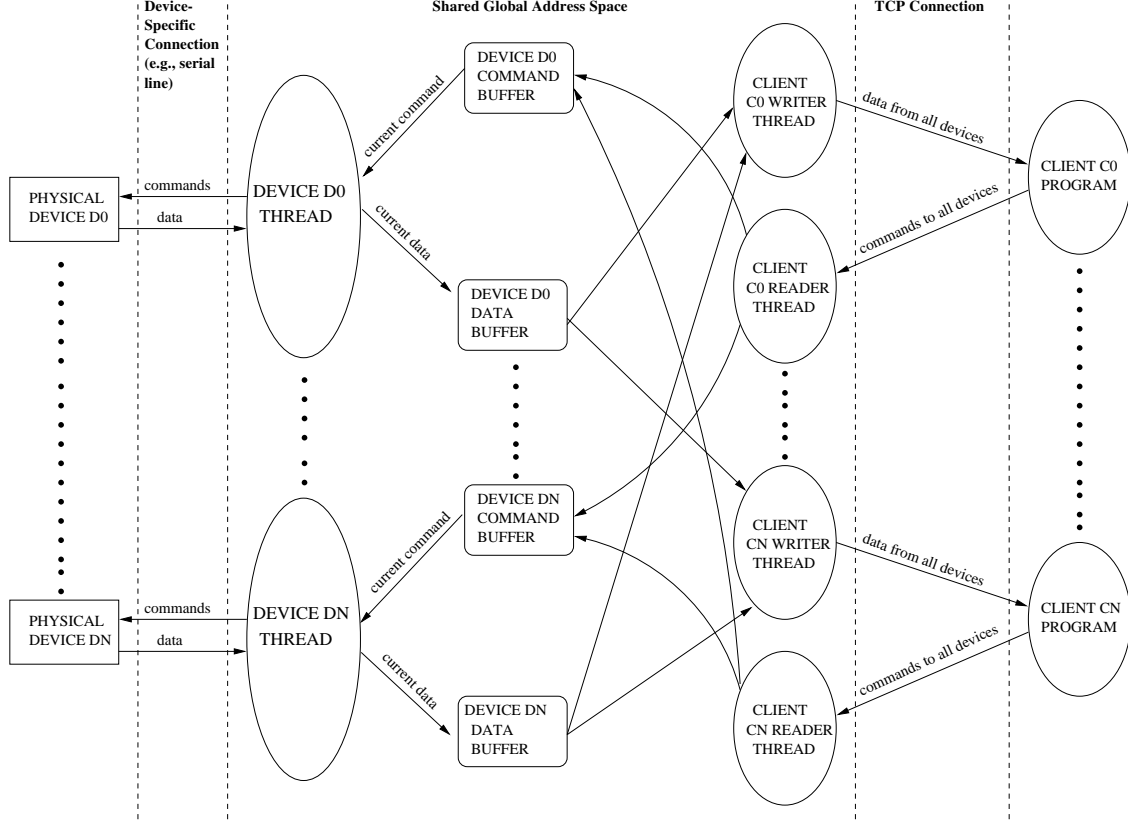 Device-
Specific
Connection
(e.g., serial
line)
Shared Global Address Space
TCP Connection
DEVICE D0
COMMAND
BUFFER
CLIENT
C0 WRITER
THREAD
current command
data from all devices
CLIENT C0
PROGRAM
PHYSICAL
DEVICE D0
commands
data
DEVICE D0
THREAD
current data
commands to all devices
CLIENT
C0 READER
THREAD
DEVICE D0
DATA
BUFFER
DEVICE DN
COMMAND
BUFFER
CLIENT
CN WRITER
THREAD
current command
data from all devices
PHYSICAL
DEVICE DN
commands
data
DEVICE DN
THREAD
CLIENT CN
PROGRAM
current data
commands to all devices
DEVICE DN
DATA
BUFFER
CLIENT
CN READER
THREAD